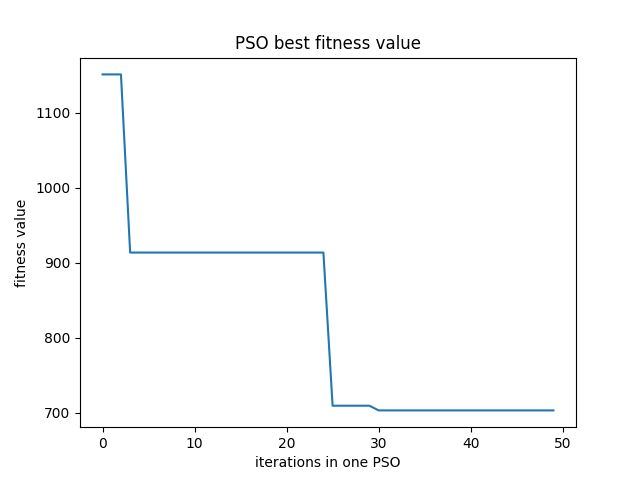 PSO best fitness value
fitness value
1100
1000
900
800
700
0 10 20 30 40 50
iterations in one PSO